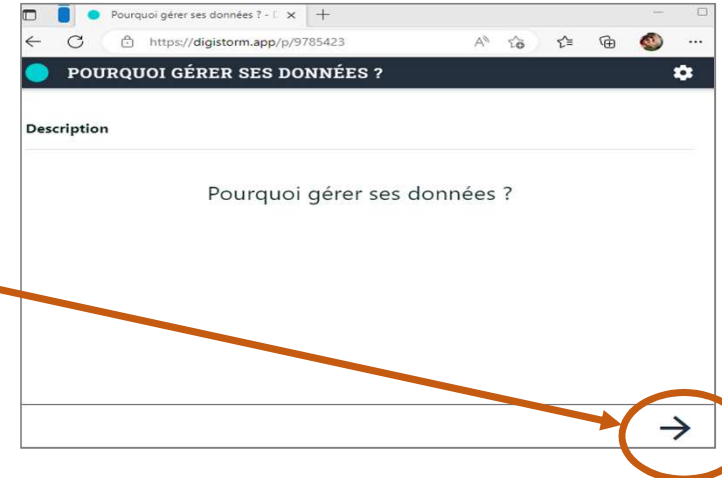 Pourquoi gérer ses données ? - D
https://digistorm.app/p/9785423
POURQUOI GÉRER SES DONNÉES ?
Description
Pourquoi gérer ses données ?